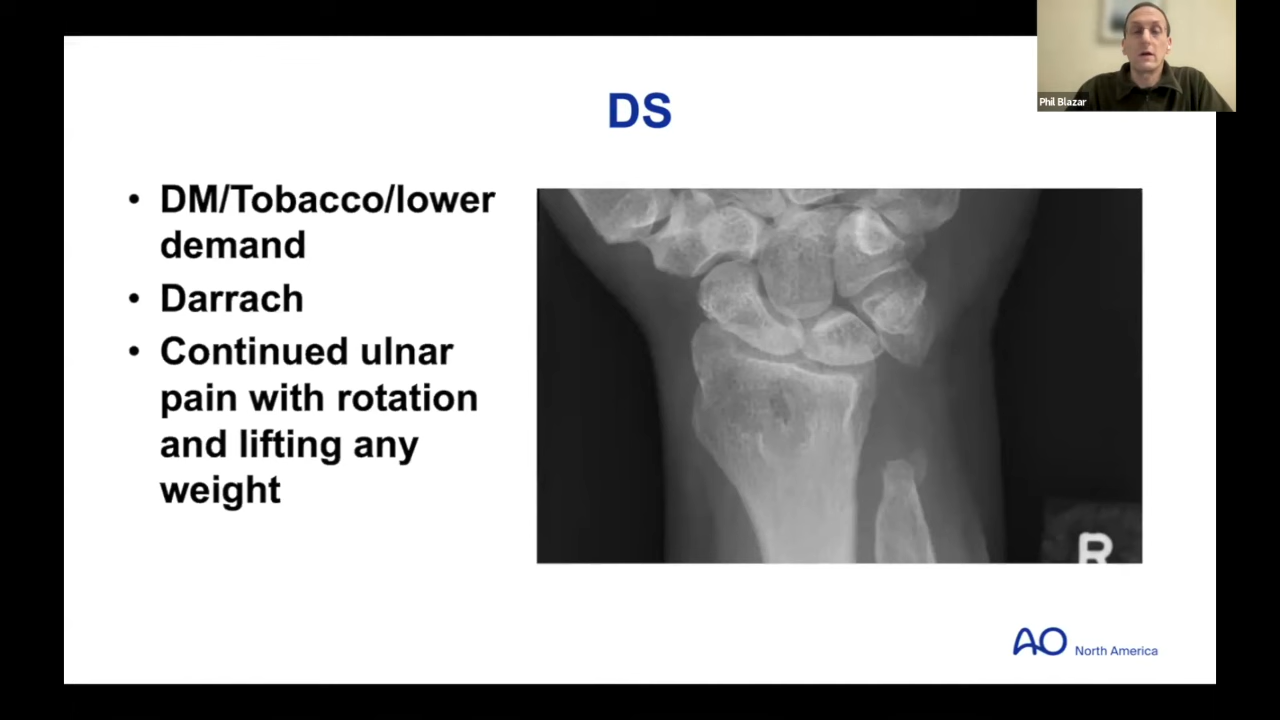 Phil Blazar
DS
• DM/Tobacco/lower
demand
• Darrach
• Continued ulnar
pain with rotation
and lifting any
weight
R
AO North America